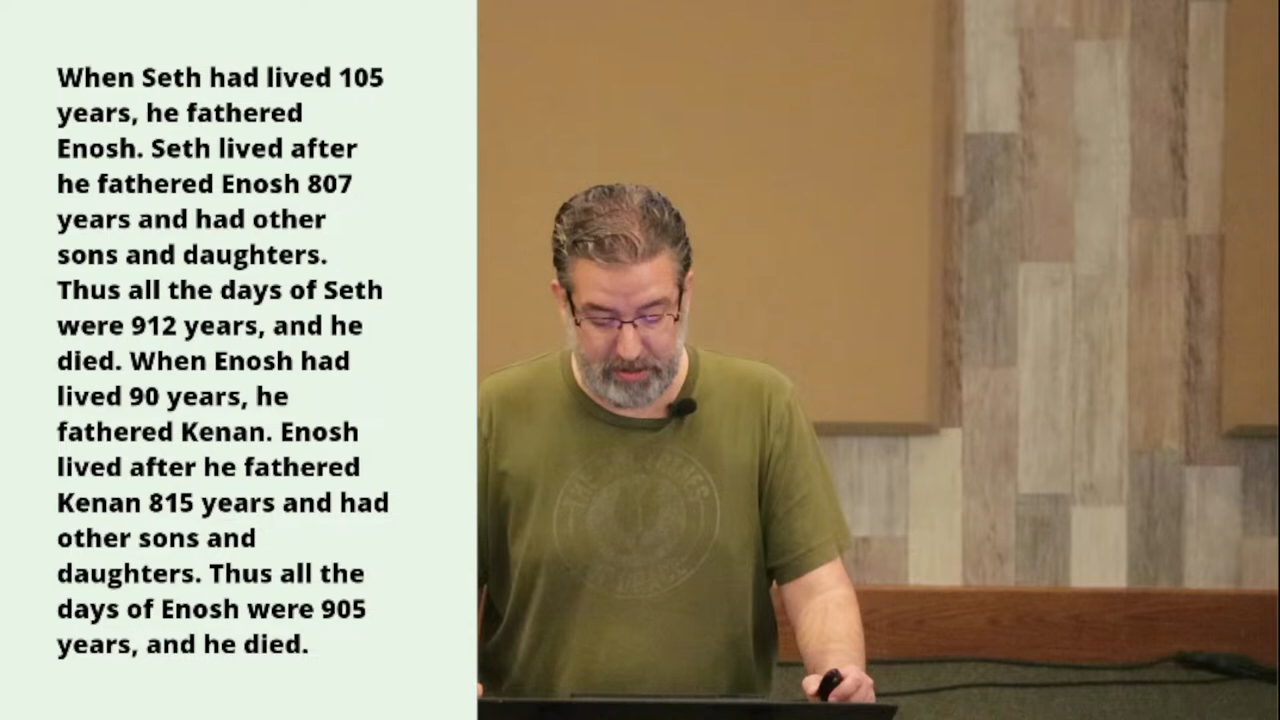 When Seth had lived 105
years, he fathered
Enosh. Seth lived after
he fathered Enosh 807
years and had other
sons and daughters.
Thus all the days of Seth
were 912 years, and he
died. When Enosh had
lived 90 years, he
fathered Kenan. Enosh
lived after he fathered
Kenan 815 years and had
other sons and
daughters. Thus all the
days of Enosh were 905
years, and he died.